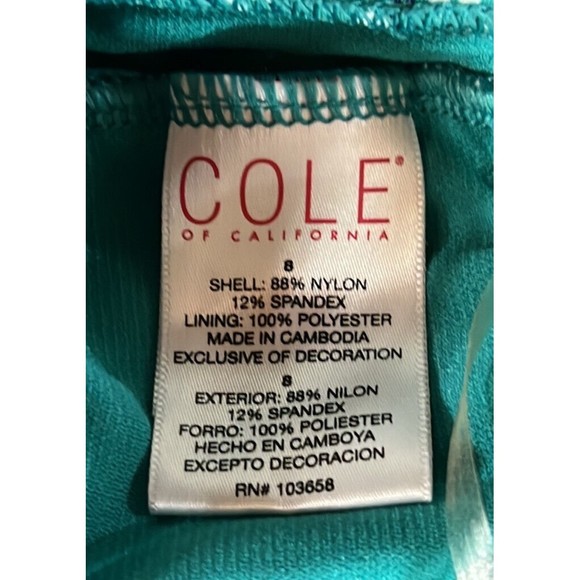 COLE®
OF CALIFORNIA
8
SHELL: 88% NYLON
12% SPANDEX
LINING: 100% POLYESTER
MADE IN CAMBODIA
EXCLUSIVE OF DECORATION
8
EXTERIOR: 88% NILON
12% SPANDEX
FORRO: 100% POLIESTER
HECHO EN CAMBOYA
EXCEPTO DECORACION
RN# 103658